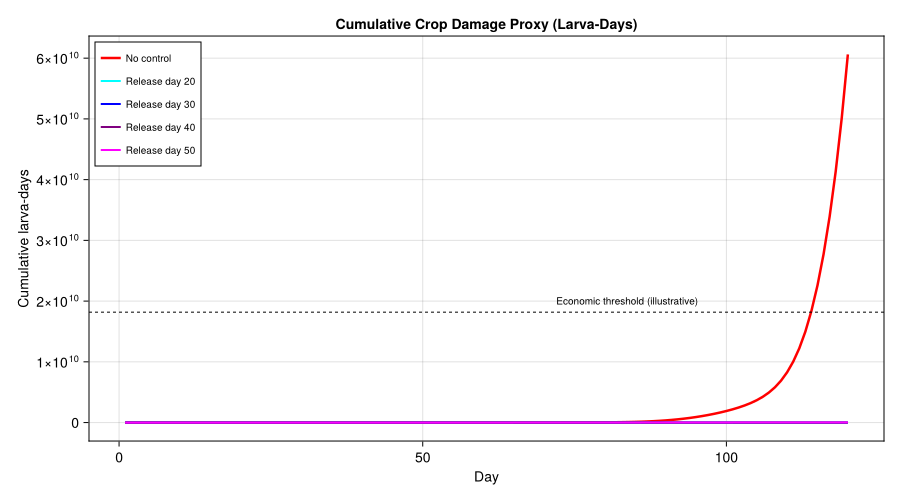 Cumulative Crop Damage Proxy (Larva-Days)
No control
Release day 20
Release day 30
Release day 40
Release day 50
Cumulative larva-days
6×10¹⁰
5×10¹⁰
4×10¹⁰
3×10¹⁰
2×10¹⁰
1×10¹⁰
0
Economic threshold (illustrative)
0
50
100
Day